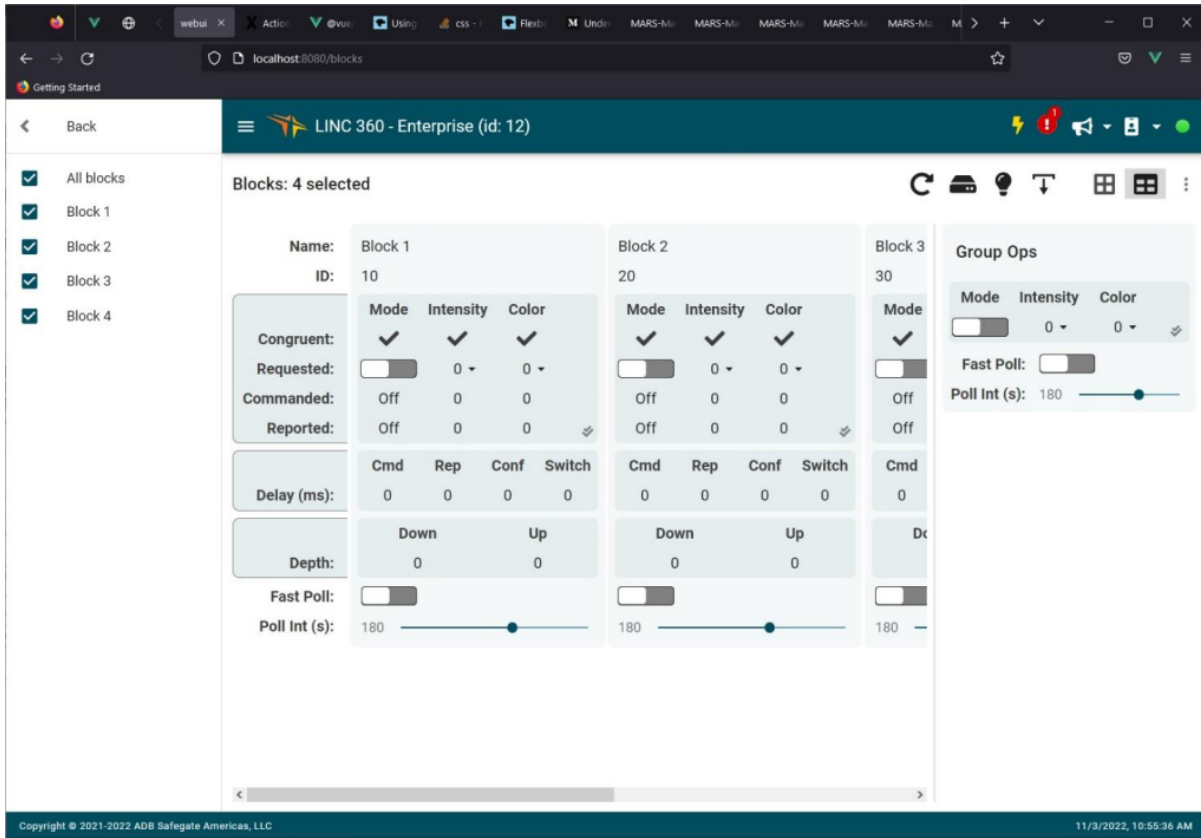 webui
Action
@vue
Using
css - i
Flexb
M Under
MARS-Ma
MARS-Ma
MARS-Ma
MARS-Ma
MARS-Ma
M
localhost:8080/blocks
Getting Started
Back
LINC 360 - Enterprise (id: 12)
1
All blocks
Block 1
Block 2
Block 3
Block 4
Blocks: 4 selected
Name: Block 1 Block 2 Block 3
ID: 10 20 30
Mode Intensity Color Mode Intensity Color Mode
Congruent:
Requested: 0 0 0 0
Commanded: Off 0 0 Off 0 0 Off
Reported: Off 0 0 Off 0 0 Off
Cmd Rep Conf Switch Cmd Rep Conf Switch Cmd
Delay (ms): 0 0 0 0 0 0 0 0 0
Down Up Down Up Do
Depth: 0 0 0 0
Fast Poll:
Poll Int (s): 180 180 180
Group Ops
Mode Intensity Color
0 0
Fast Poll:
Poll Int (s): 180
Copyright © 2021-2022 ADB Safegate Americas, LLC
11/3/2022, 10:55:36 AM